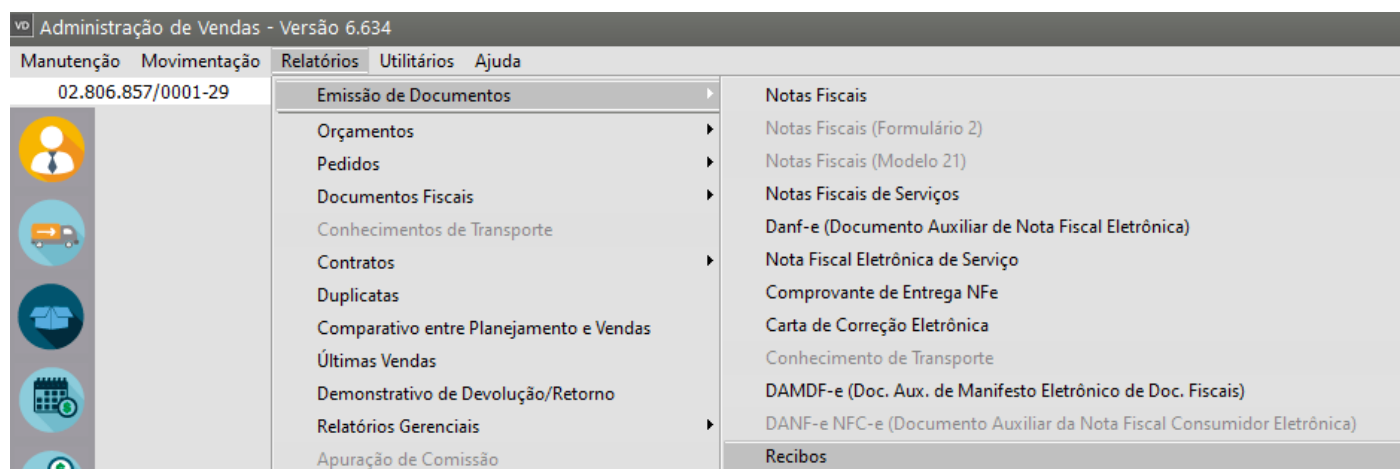 VD Administração de Vendas - Versão 6.634
Manutenção Movimentação Relatórios Utilitários Ajuda
02.806.857/0001-29
Emissão de Documentos
Orçamentos
Pedidos
Documentos Fiscais
Conhecimentos de Transporte
Contratos
Duplicatas
Comparativo entre Planejamento e Vendas
Últimas Vendas
Demonstrativo de Devolução/Retorno
Relatórios Gerenciais
Apuração de Comissão
Notas Fiscais
Notas Fiscais (Formulário 2)
Notas Fiscais (Modelo 21)
Notas Fiscais de Serviços
Danf-e (Documento Auxiliar de Nota Fiscal Eletrônica)
Nota Fiscal Eletrônica de Serviço
Comprovante de Entrega NFe
Carta de Correção Eletrônica
Conhecimento de Transporte
DAMDF-e (Doc. Aux. de Manifesto Eletrônico de Doc. Fiscais)
DANF-e NFC-e (Documento Auxiliar da Nota Fiscal Consumidor Eletrônica)
Recibos